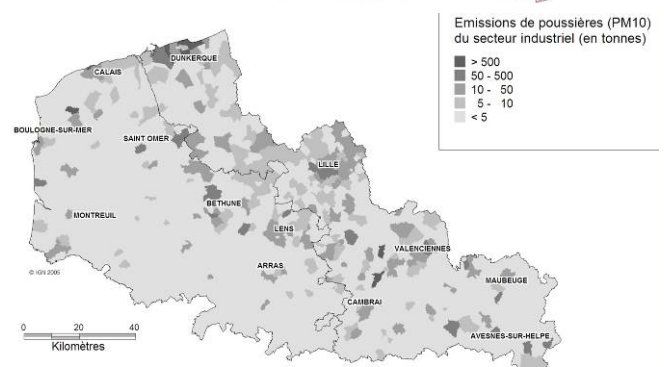 Emissions de poussières (PM10)
du secteur industriel (en tonnes)
> 500
50 - 500
10 - 50
5 - 10
< 5
DUNKERQUE
CALAIS
BOULOGNE-SUR-MER
SAINT OMER
LILLE
BETHUNE
MONTREUIL
LENS
VALENCIENNES
ARRAS
MAUBEUGE
© IGN 2005
CAMBRAI
0 20 40
Kilomètres
AVESNES-SUR-HELPE